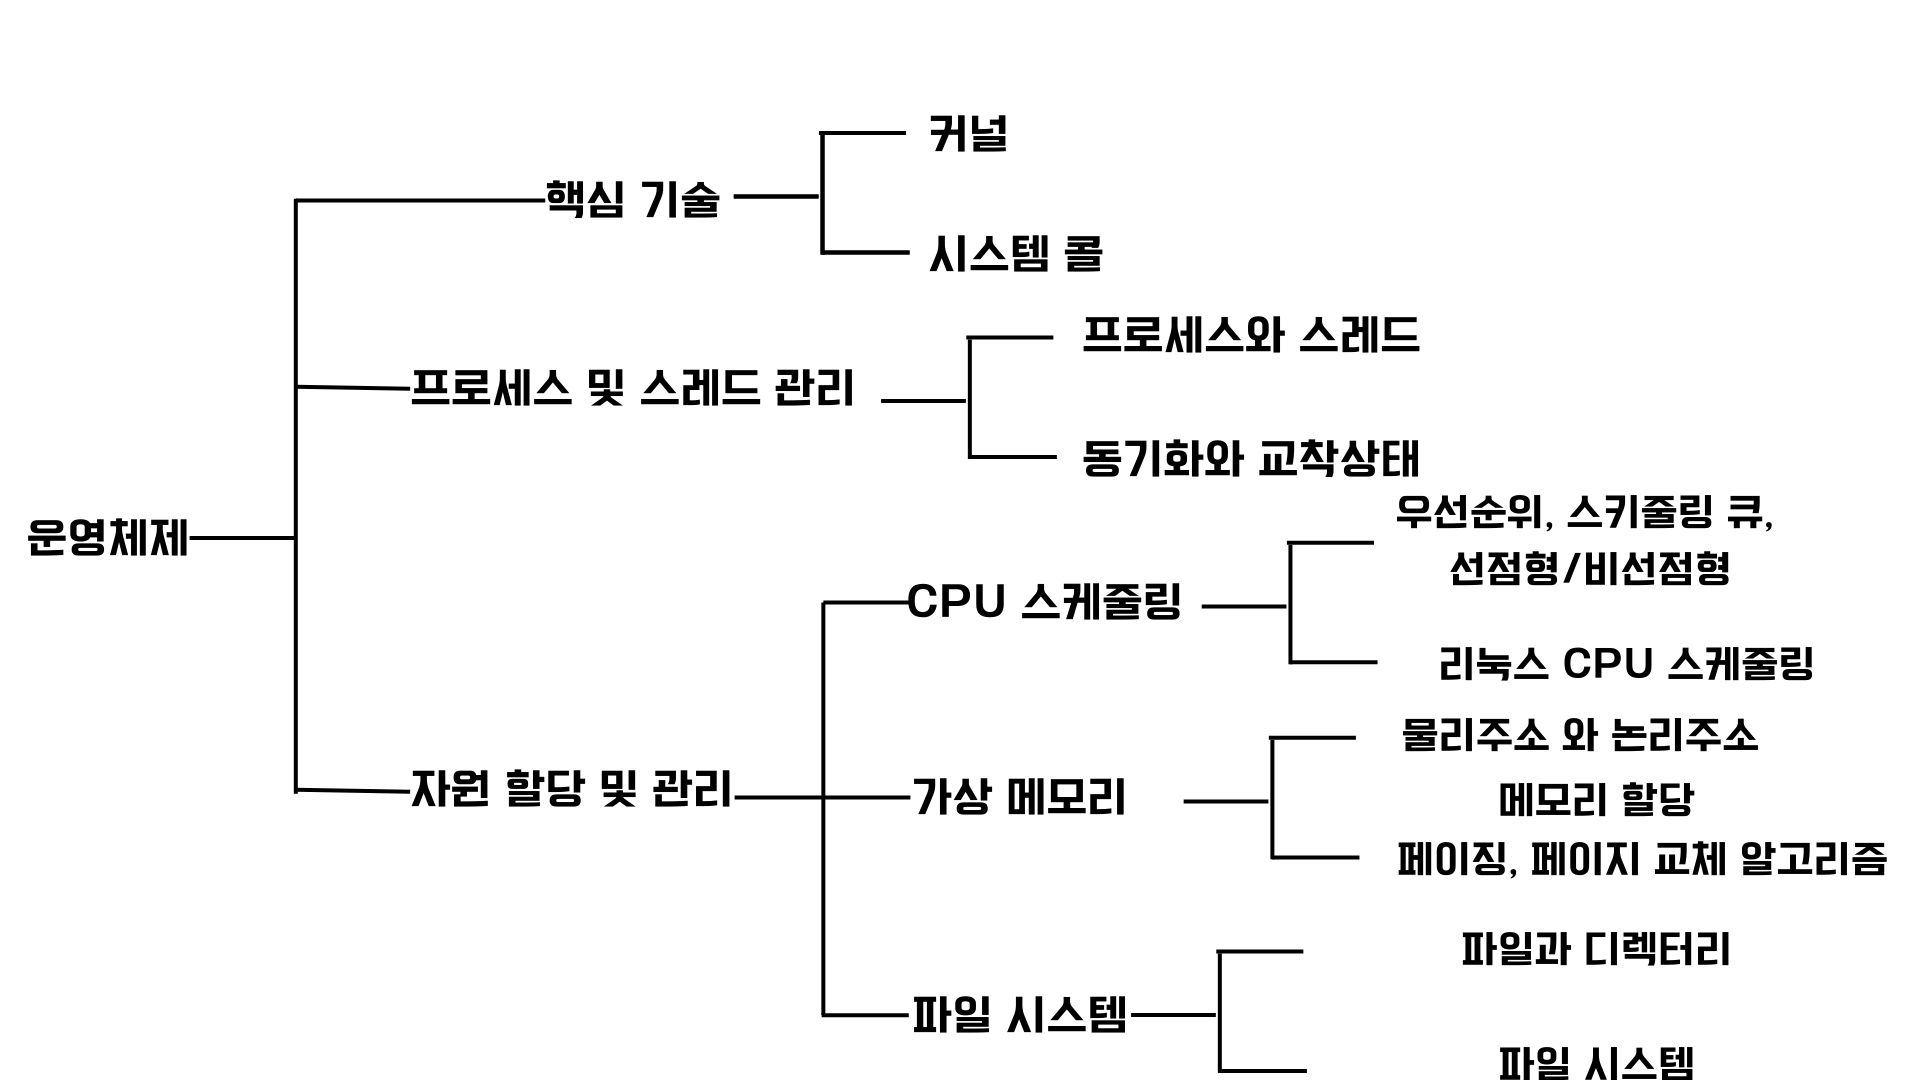 운영체제
핵심 기술
커널
시스템 콜
프로세스 및 스레드 관리
프로세스와 스레드
동기화와 교착상태
자원 할당 및 관리
CPU 스케줄링
우선순위, 스키줄링 큐,
선점형/비선점형
리눅스 CPU 스케줄링
가상 메모리
물리주소 와 논리주소
메모리 할당
페이징, 페이지 교체 알고리즘
파일 시스템
파일과 디렉터리
파일 시스템